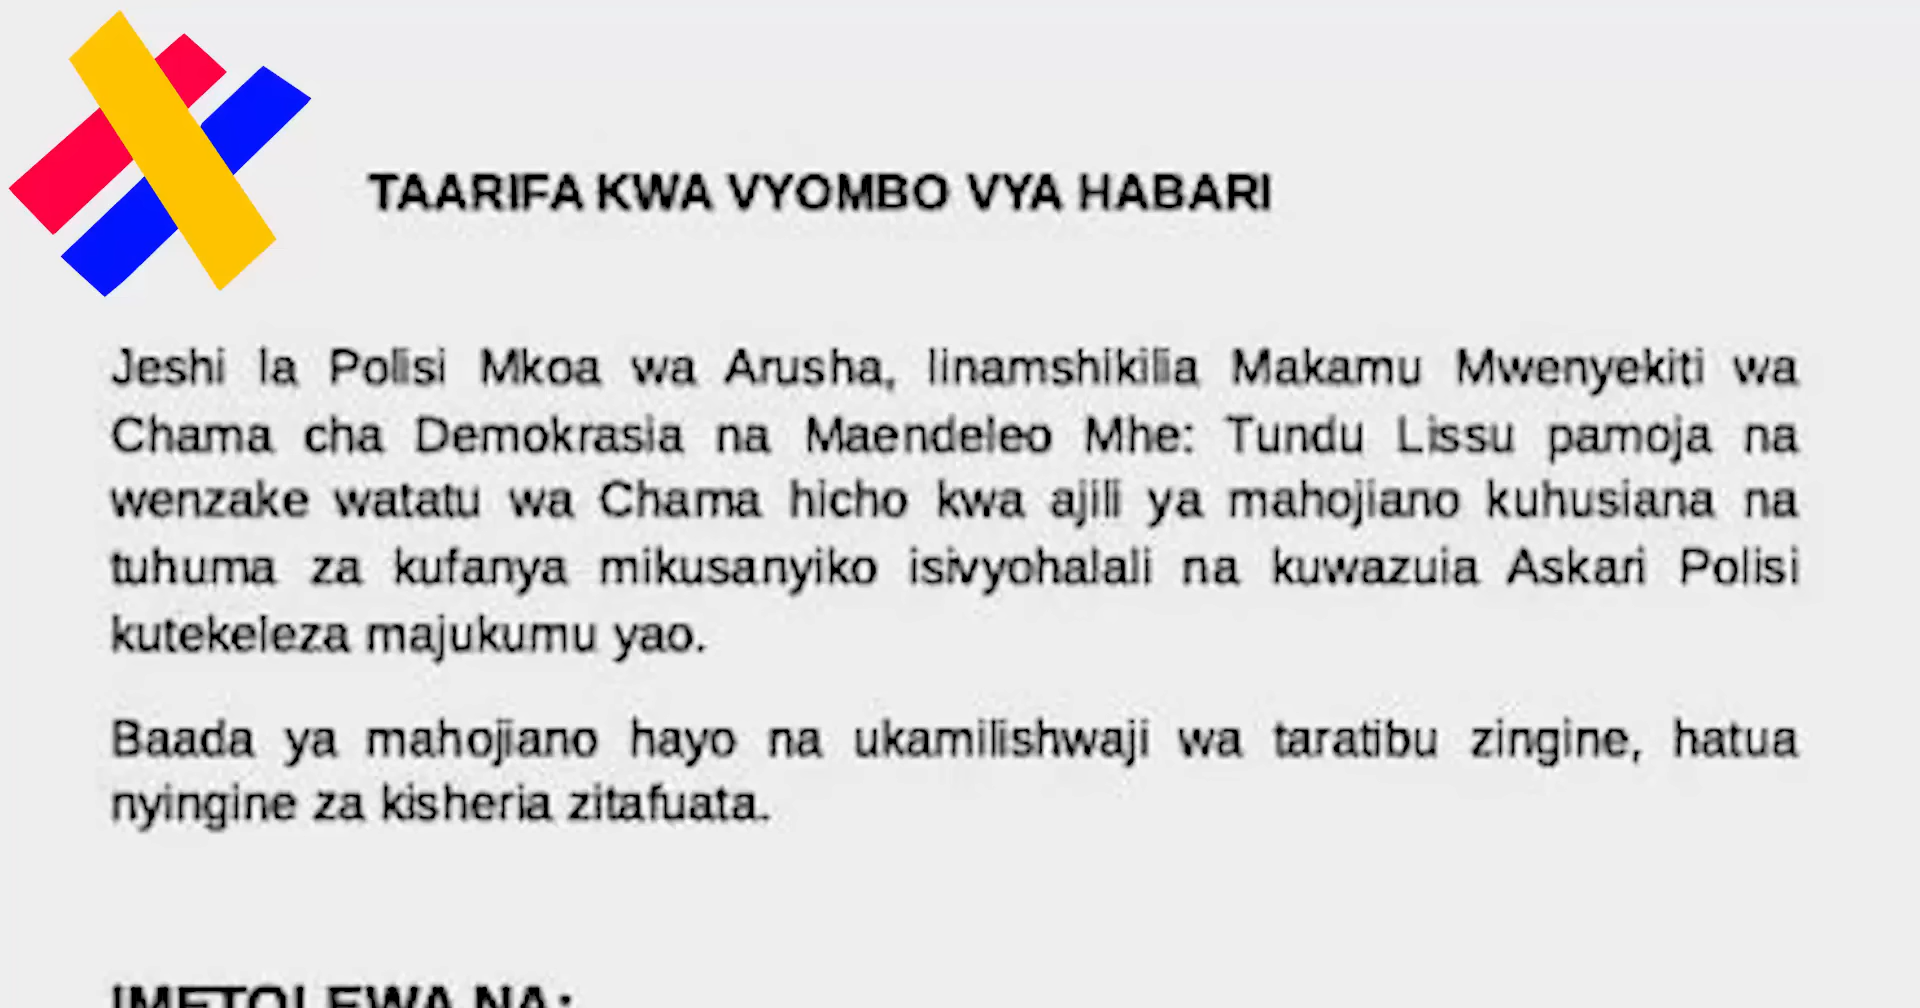 TAARIFA KWA VYOMBO VYA HABARI
Jeshi la Polisi Mkoa wa Arusha, linamshikilia Makamu Mwenyekiti wa
Chama cha Demokrasia na Maendeleo Mhe: Tundu Lissu pamoja na
wenzake watatu wa Chama hicho kwa ajili ya mahojiano kuhusiana na
tuhuma za kufanya mikusanyiko isivyohalali na kuwazuia Askari Polisi
kutekeleza majukumu yao.
Baada ya mahojiano hayo na ukamilishwaji wa taratibu zingine, hatua
nyingine za kisheria zitafuata.
IMETOLEWA NA: